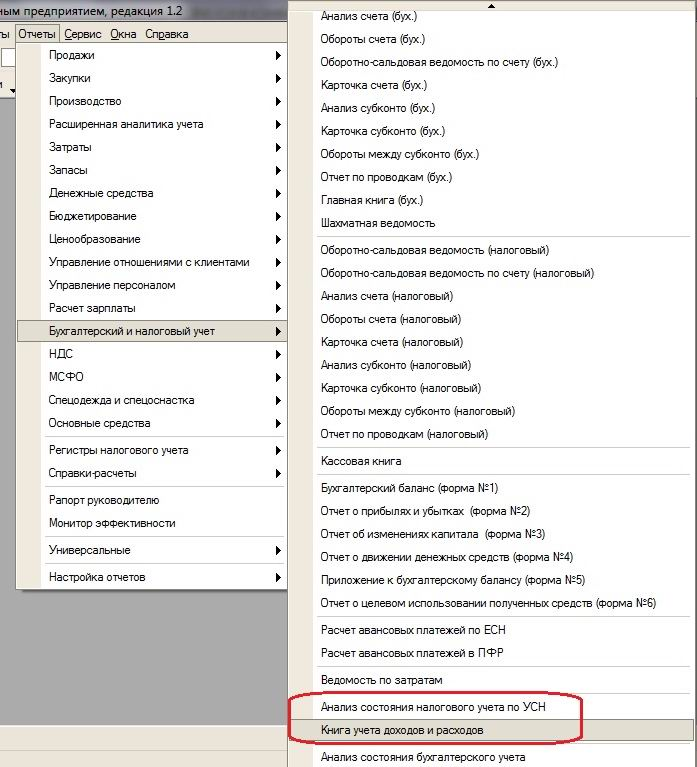 ным предприятием, редакция 1.2
ты Отчеты Сервис Окна Справка
Продажи
Закупки
Производство
Расширенная аналитика учета
Затраты
Запасы
Денежные средства
Бюджетирование
Ценообразование
Управление отношениями с клиентами
Управление персоналом
Расчет зарплаты
Бухгалтерский и налоговый учет
НДС
МСФО
Спецодежда и спецоснастка
Основные средства
Регистры налогового учета
Справки-расчеты
Рапорт руководителю
Монитор эффективности
Универсальные
Настройка отчетов
Анализ счета (бух.)
Обороты счета (бух.)
Оборотно-сальдовая ведомость по счету (бух.)
Карточка счета (бух.)
Анализ субконто (бух.)
Карточка субконто (бух.)
Обороты между субконто (бух.)
Отчет по проводкам (бух.)
Главная книга (бух.)
Шахматная ведомость
Оборотно-сальдовая ведомость (налоговый)
Оборотно-сальдовая ведомость по счету (налоговый)
Анализ счета (налоговый)
Обороты счета (налоговый)
Карточка счета (налоговый)
Анализ субконто (налоговый)
Карточка субконто (налоговый)
Обороты между субконто (налоговый)
Отчет по проводкам (налоговый)
Кассовая книга
Бухгалтерский баланс (форма №1)
Отчет о прибылях и убытках (форма №2)
Отчет об изменениях капитала (форма №3)
Отчет о движении денежных средств (форма №4)
Приложение к бухгалтерскому балансу (форма №5)
Отчет о целевом использовании полученных средств (форма №6)
Расчет авансовых платежей по ЕСН
Расчет авансовых платежей в ПФР
Ведомость по затратам
Анализ состояния налогового учета по УСН
Книга учета доходов и расходов
Анализ состояния бухгалтерского учета